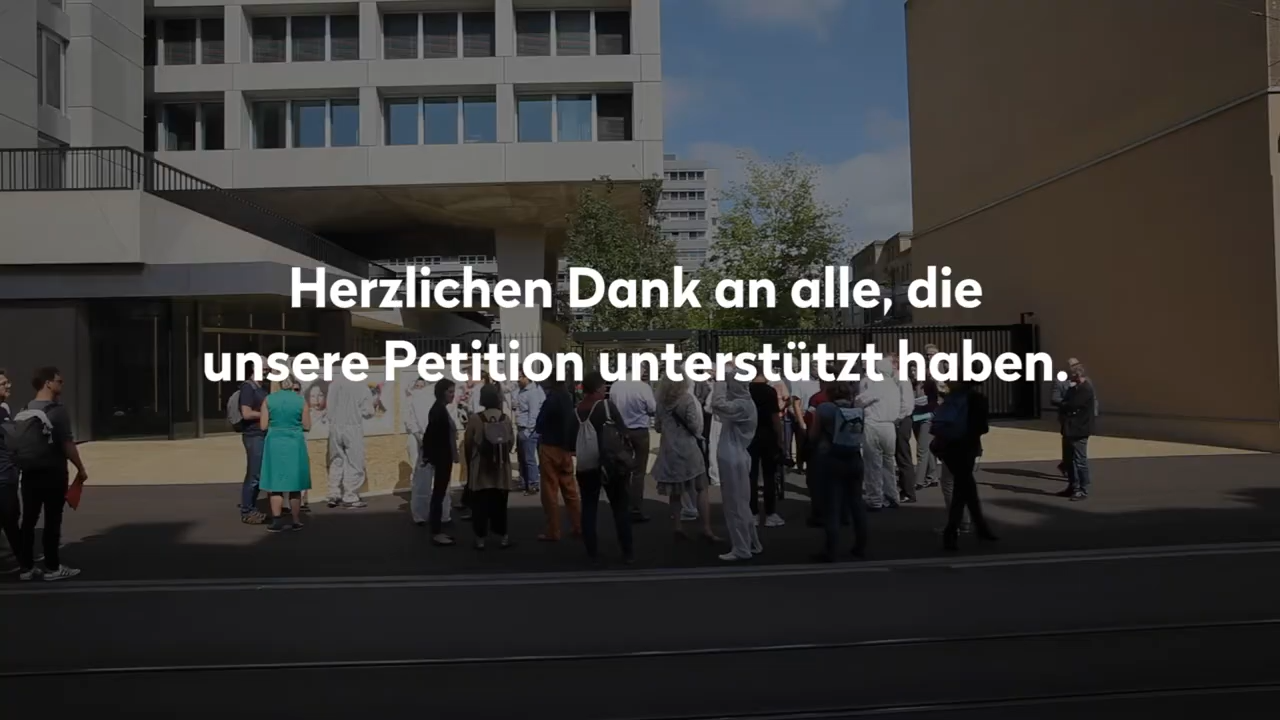 Herzlichen Dank an alle, die
unsere Petition unterstützt haben.